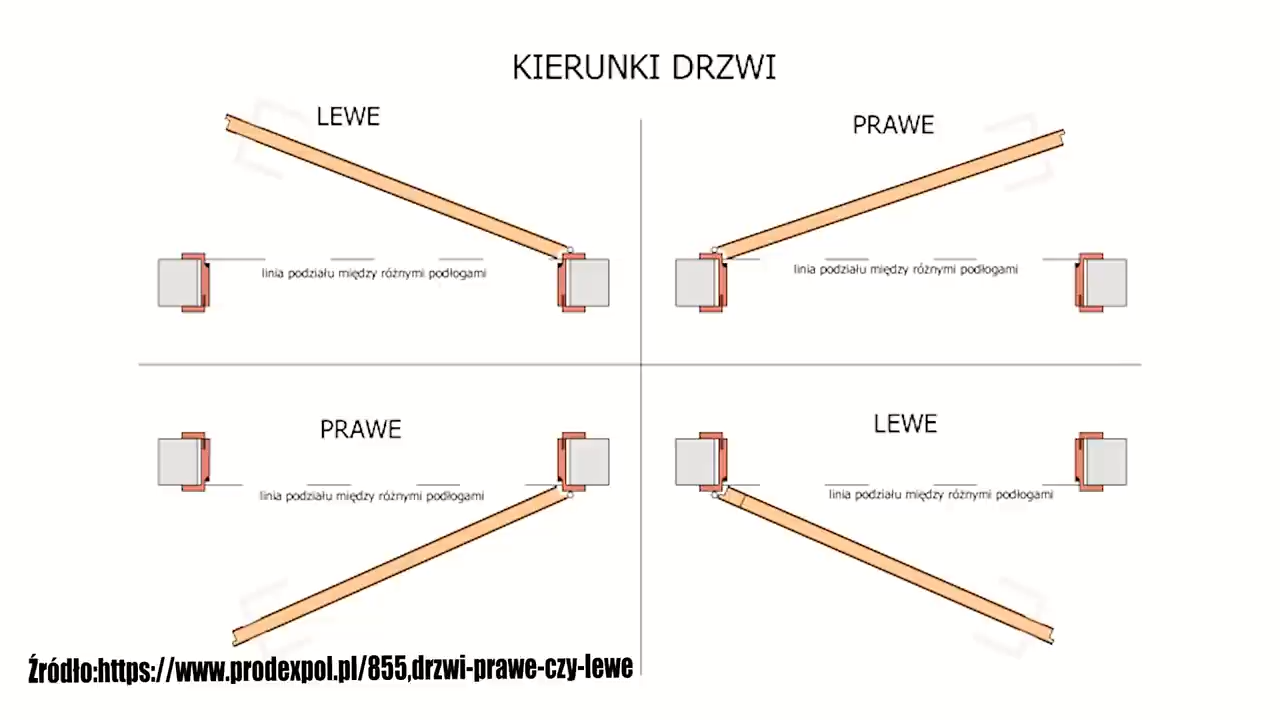 KIERUNKI DRZWI
LEWE
PRAWE
linia podziału między różnymi podłogami
linia podziału między różnymi podłogami
PRAWE
LEWE
linia podziału między różnymi podłogami
linia podziału między różnymi podłogami
Źródło:https://www.prodexpol.pl/855,drzwi-prawe-czy-lewe